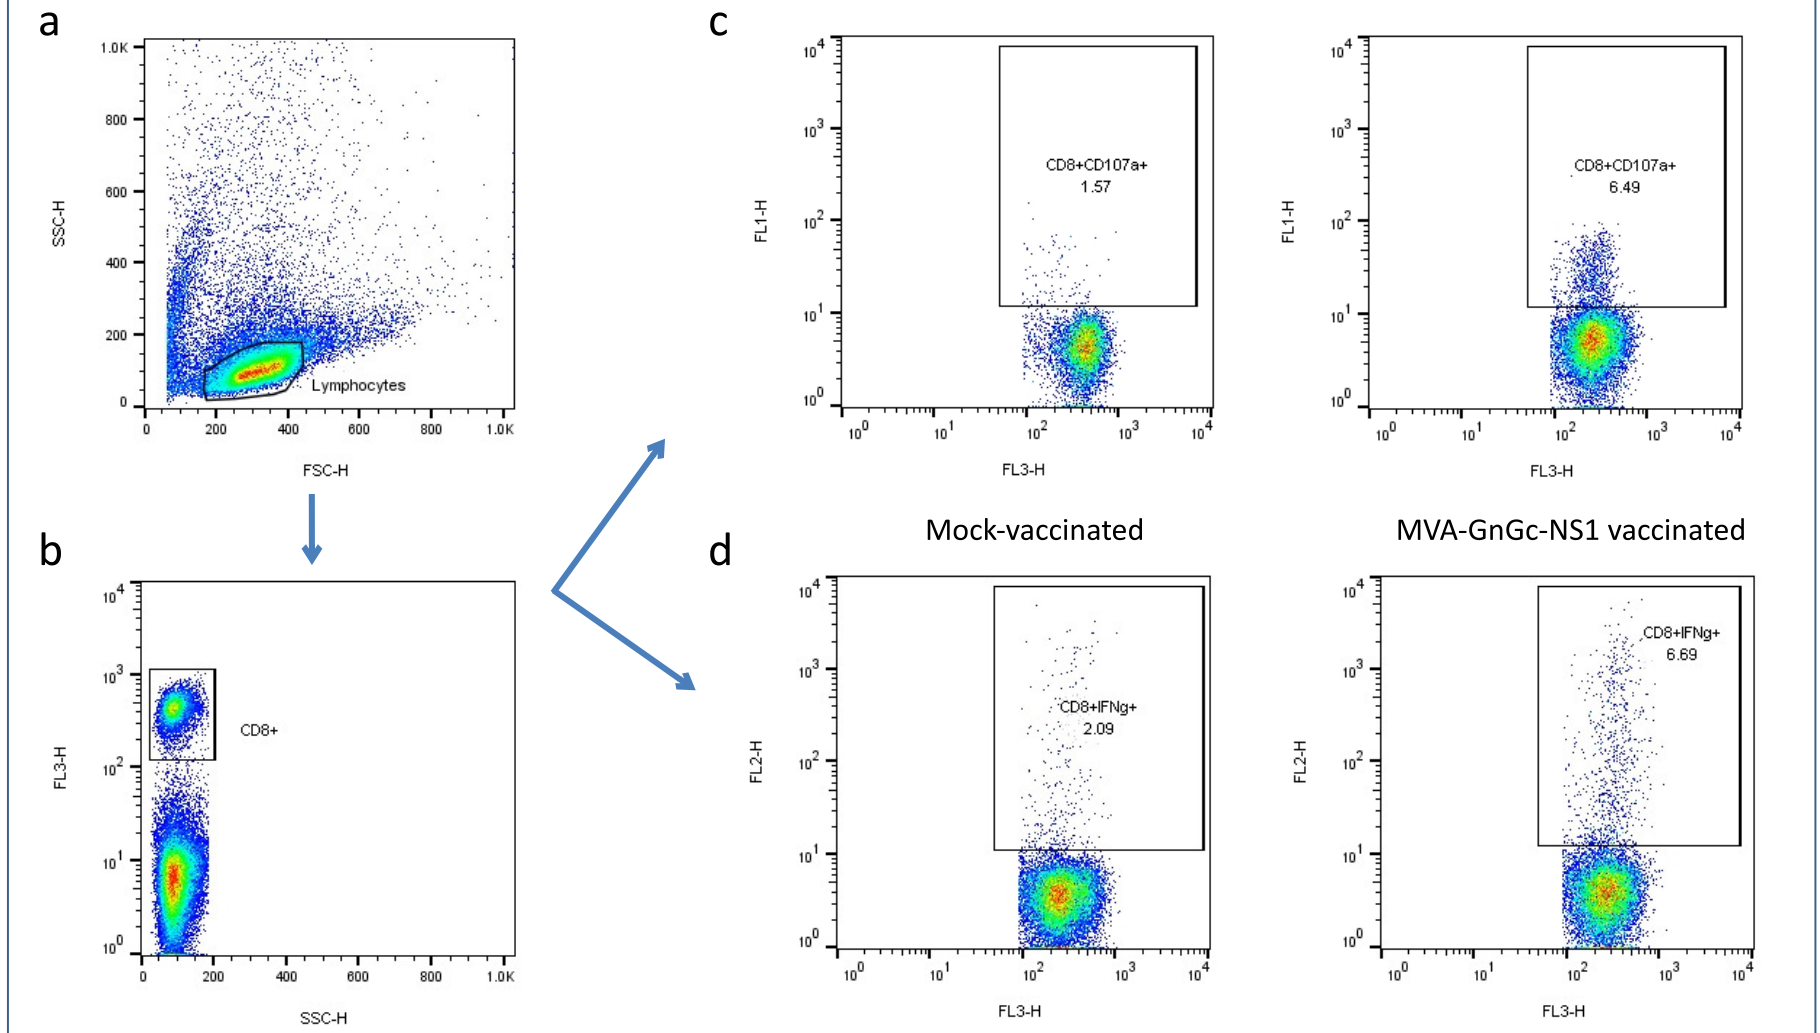 a
1.0K
800
600
400
200
0
SSC-H
Lymphocytes
0 200 400 600 800 1.0K
FSC-H
b
10^4
10^3
10^2
10^1
10^0
FL3-H
CD8+
0 200 400 600 800 1.0K
SSC-H
c
10^4
10^3
10^2
10^1
10^0
FL1-H
CD8+CD107a+
1.57
10^0 10^1 10^2 10^3 10^4
FL3-H
10^4
10^3
10^2
10^1
10^0
FL1-H
CD8+CD107a+
6.49
10^0 10^1 10^2 10^3 10^4
FL3-H
Mock-vaccinated
MVA-GnGc-NS1 vaccinated
d
10^4
10^3
10^2
10^1
10^0
FL2-H
CD8+IFNg+
2.09
10^0 10^1 10^2 10^3 10^4
FL3-H
10^4
10^3
10^2
10^1
10^0
FL2-H
CD8+IFNg+
6.69
10^0 10^1 10^2 10^3 10^4
FL3-H